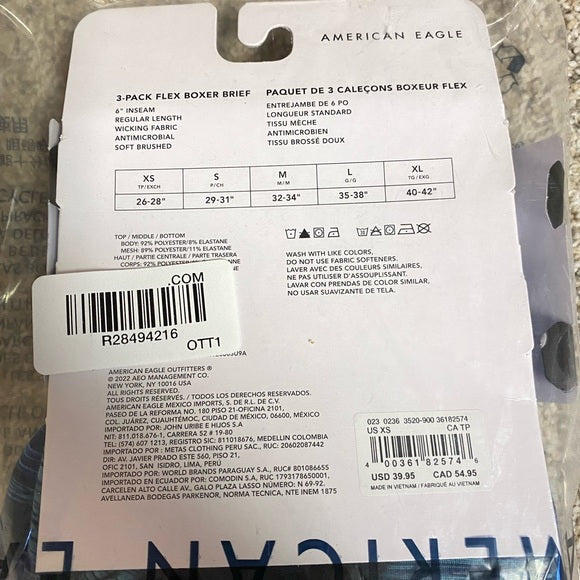 AMERICAN EAGLE
3-PACK FLEX BOXER BRIEF
6" INSEAM
REGULAR LENGTH
WICKING FABRIC
ANTIMICROBIAL
SOFT BRUSHED
PAQUET DE 3 CALEÇONS BOXEUR FLEX
ENTREJAMBE DE 6 PO
LONGUEUR STANDARD
TISSU MÈCHE
ANTIMICROBIEN
TISSU BROSSÉ DOUX
XS S M L XL
TP/EXCH P/CH M/M G/G TG/EXG
26-28" 29-31" 32-34" 35-38" 40-42"
TOP / MIDDLE / BOTTOM
BODY: 92% POLYESTER/8% ELASTANE
MESH: 89% POLYESTER/11% ELASTANE
HAUT / PARTIE CENTRALE / PARTE TRASERA
CORPS: 92%
WASH WITH LIKE COLORS,
DO NOT USE FABRIC SOFTENERS.
LAVER AVEC DES COULEURS SIMILAIRES,
NE PAS UTILISER D'ASSOUPLISSANT.
LAVAR CON PRENDAS DE COLOR SIMILAR,
NO USAR SUAVIZANTE DE TELA.
.COM
R28494216
OTT1
AMERICAN EAGLE OUTFITTERS ®
© 2022 AEO MANAGEMENT CO.
NEW YORK, NY 10016 USA
ALL RIGHTS RESERVED.
TOUS DROITS RÉSERVÉS. / TODOS LOS DERECHOS RESERVADOS.
AMERICAN EAGLE MEXICO IMPORTS, S. DE R.L. DE C.V.
PASEO DE LA REFORMA NO. 180 PISO 21-OFICINA 2101,
COL. JUÁREZ, CUAUHTÉMOC, CIUDAD DE MÉXICO, 06600, MÉXICO
IMPORTADO POR: JOHN URIBE E HIJOS S.A
NIT: 811.018.676-1, CARRERA 52 # 19-80
TEL: (574) 607 1213, REGISTRO SIC: 811018676, MEDELLIN COLOMBIA
IMPORTADO POR : METAS CLOTHING PERU SAC., RUC: 20602087442
DIR: AV. JAVIER PRADO ESTE 560, PISO 21,
OFIC 2101, SAN ISIDRO, LIMA, PERÚ
IMPORTADO POR: WORLD BRANDS PARAGUAY S.A., RUC# 801086655
IMPORTADO EN ECUADOR POR: COMODIN S.A., RUC 1793178650001,
CARCELEN ALTO CALLE AV., GALO PLAZA LASSO NÚMERO: N 69-92.
AVELLANEDA BODEGAS PARKENOR, NORMA TECNICA, NTE INEM 1875
023 0236 3520-900 36182574
US XS CA TP
4 00361 82574 6
USD 39.95 CAD 54.95
MADE IN VIETNAM / FABRIQUÉ AU VIETNAM
AMERICAN E